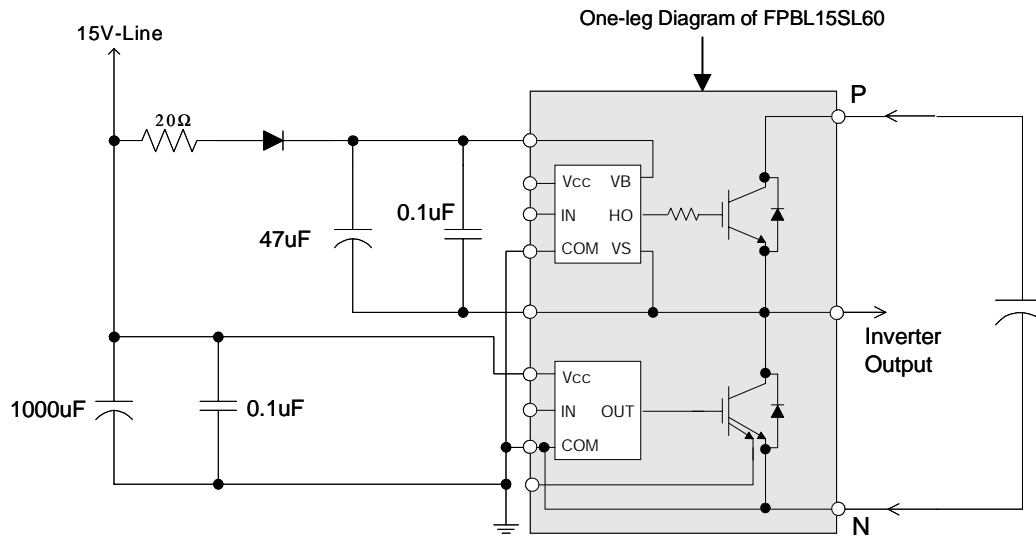 One-leg Diagram of FPBL15SL60
15V-Line
P
20Ω
Vcc VB
0.1uF
IN HO
47uF
COM VS
Inverter
Output
Vcc
1000uF
0.1uF
IN OUT
COM
N